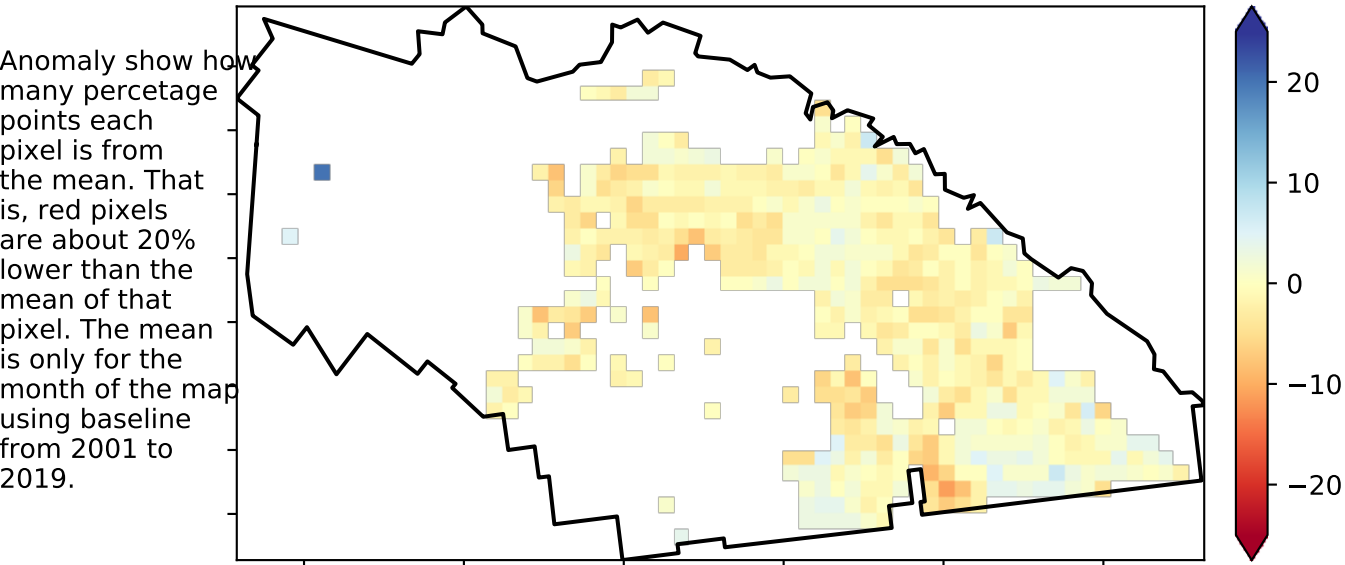 Anomaly show how
many percetage
points each
pixel is from
the mean. That
is, red pixels
are about 20%
lower than the
mean of that
pixel. The mean
is only for the
month of the map
using baseline
from 2001 to
2019.
20
10
0
−10
−20